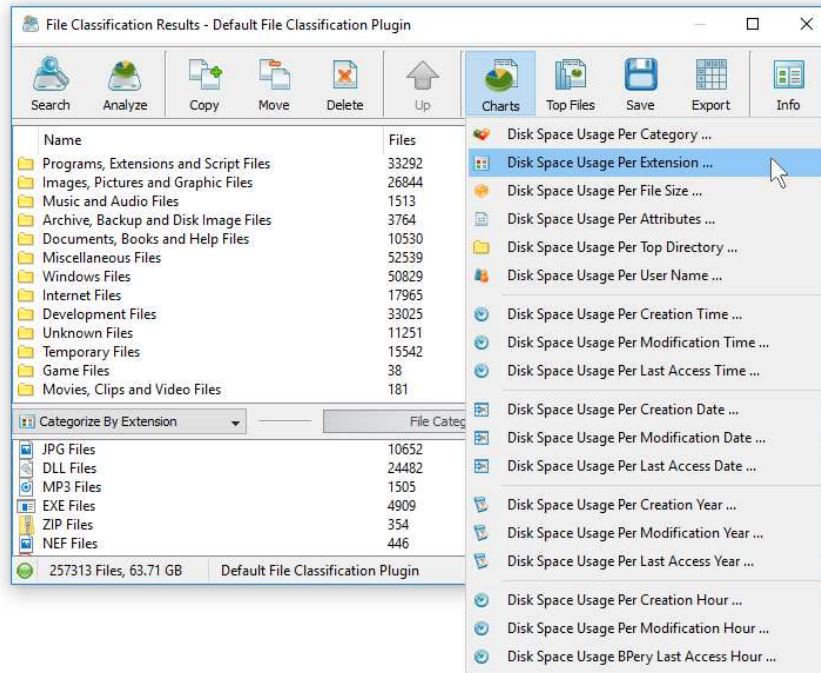 File Classification Results - Default File Classification Plugin
Search Analyze Copy Move Delete Up Charts Top Files Save Export Info
Name Files
Programs, Extensions and Script Files 33292
Images, Pictures and Graphic Files 26844
Music and Audio Files 1513
Archive, Backup and Disk Image Files 3764
Documents, Books and Help Files 10530
Miscellaneous Files 52539
Windows Files 50829
Internet Files 17965
Development Files 33025
Unknown Files 11251
Temporary Files 15542
Game Files 38
Movies, Clips and Video Files 181
Categorize By Extension File Categ
JPG Files 10652
DLL Files 24482
MP3 Files 1505
EXE Files 4909
ZIP Files 354
NEF Files 446
257313 Files, 63.71 GB Default File Classification Plugin
Disk Space Usage Per Category ...
Disk Space Usage Per Extension ...
Disk Space Usage Per File Size ...
Disk Space Usage Per Attributes ...
Disk Space Usage Per Top Directory ...
Disk Space Usage Per User Name ...
Disk Space Usage Per Creation Time ...
Disk Space Usage Per Modification Time ...
Disk Space Usage Per Last Access Time ...
Disk Space Usage Per Creation Date ...
Disk Space Usage Per Modification Date ...
Disk Space Usage Per Last Access Date ...
Disk Space Usage Per Creation Year ...
Disk Space Usage Per Modification Year ...
Disk Space Usage Per Last Access Year ...
Disk Space Usage Per Creation Hour ...
Disk Space Usage Per Modification Hour ...
Disk Space Usage BPery Last Access Hour ...